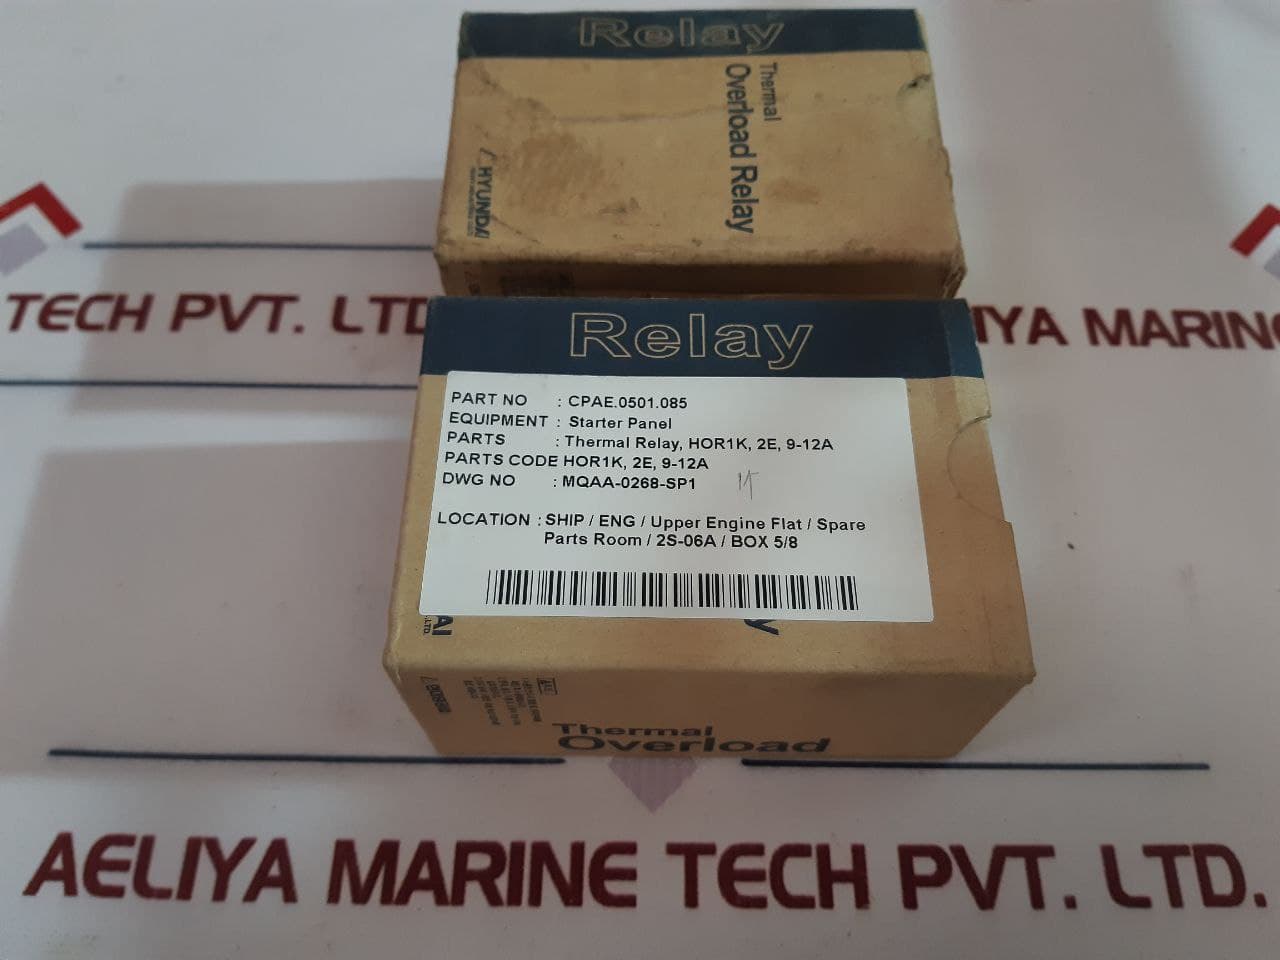 Relay
Thermal
Overload Relay
HYUNDAI
TECH PVT. LTD
IYA MARINE
Relay
PART NO : CPAE.0501.085
EQUIPMENT : Starter Panel
PARTS : Thermal Relay, HOR1K, 2E, 9-12A
PARTS CODE HOR1K, 2E, 9-12A
DWG NO : MQAA-0268-SP1
LOCATION : SHIP / ENG / Upper Engine Flat / Spare
Parts Room / 2S-06A / BOX 5/8
AI
LTD.
y
Thermal
Overload
AELIYA MARINE TECH PVT. LTD.